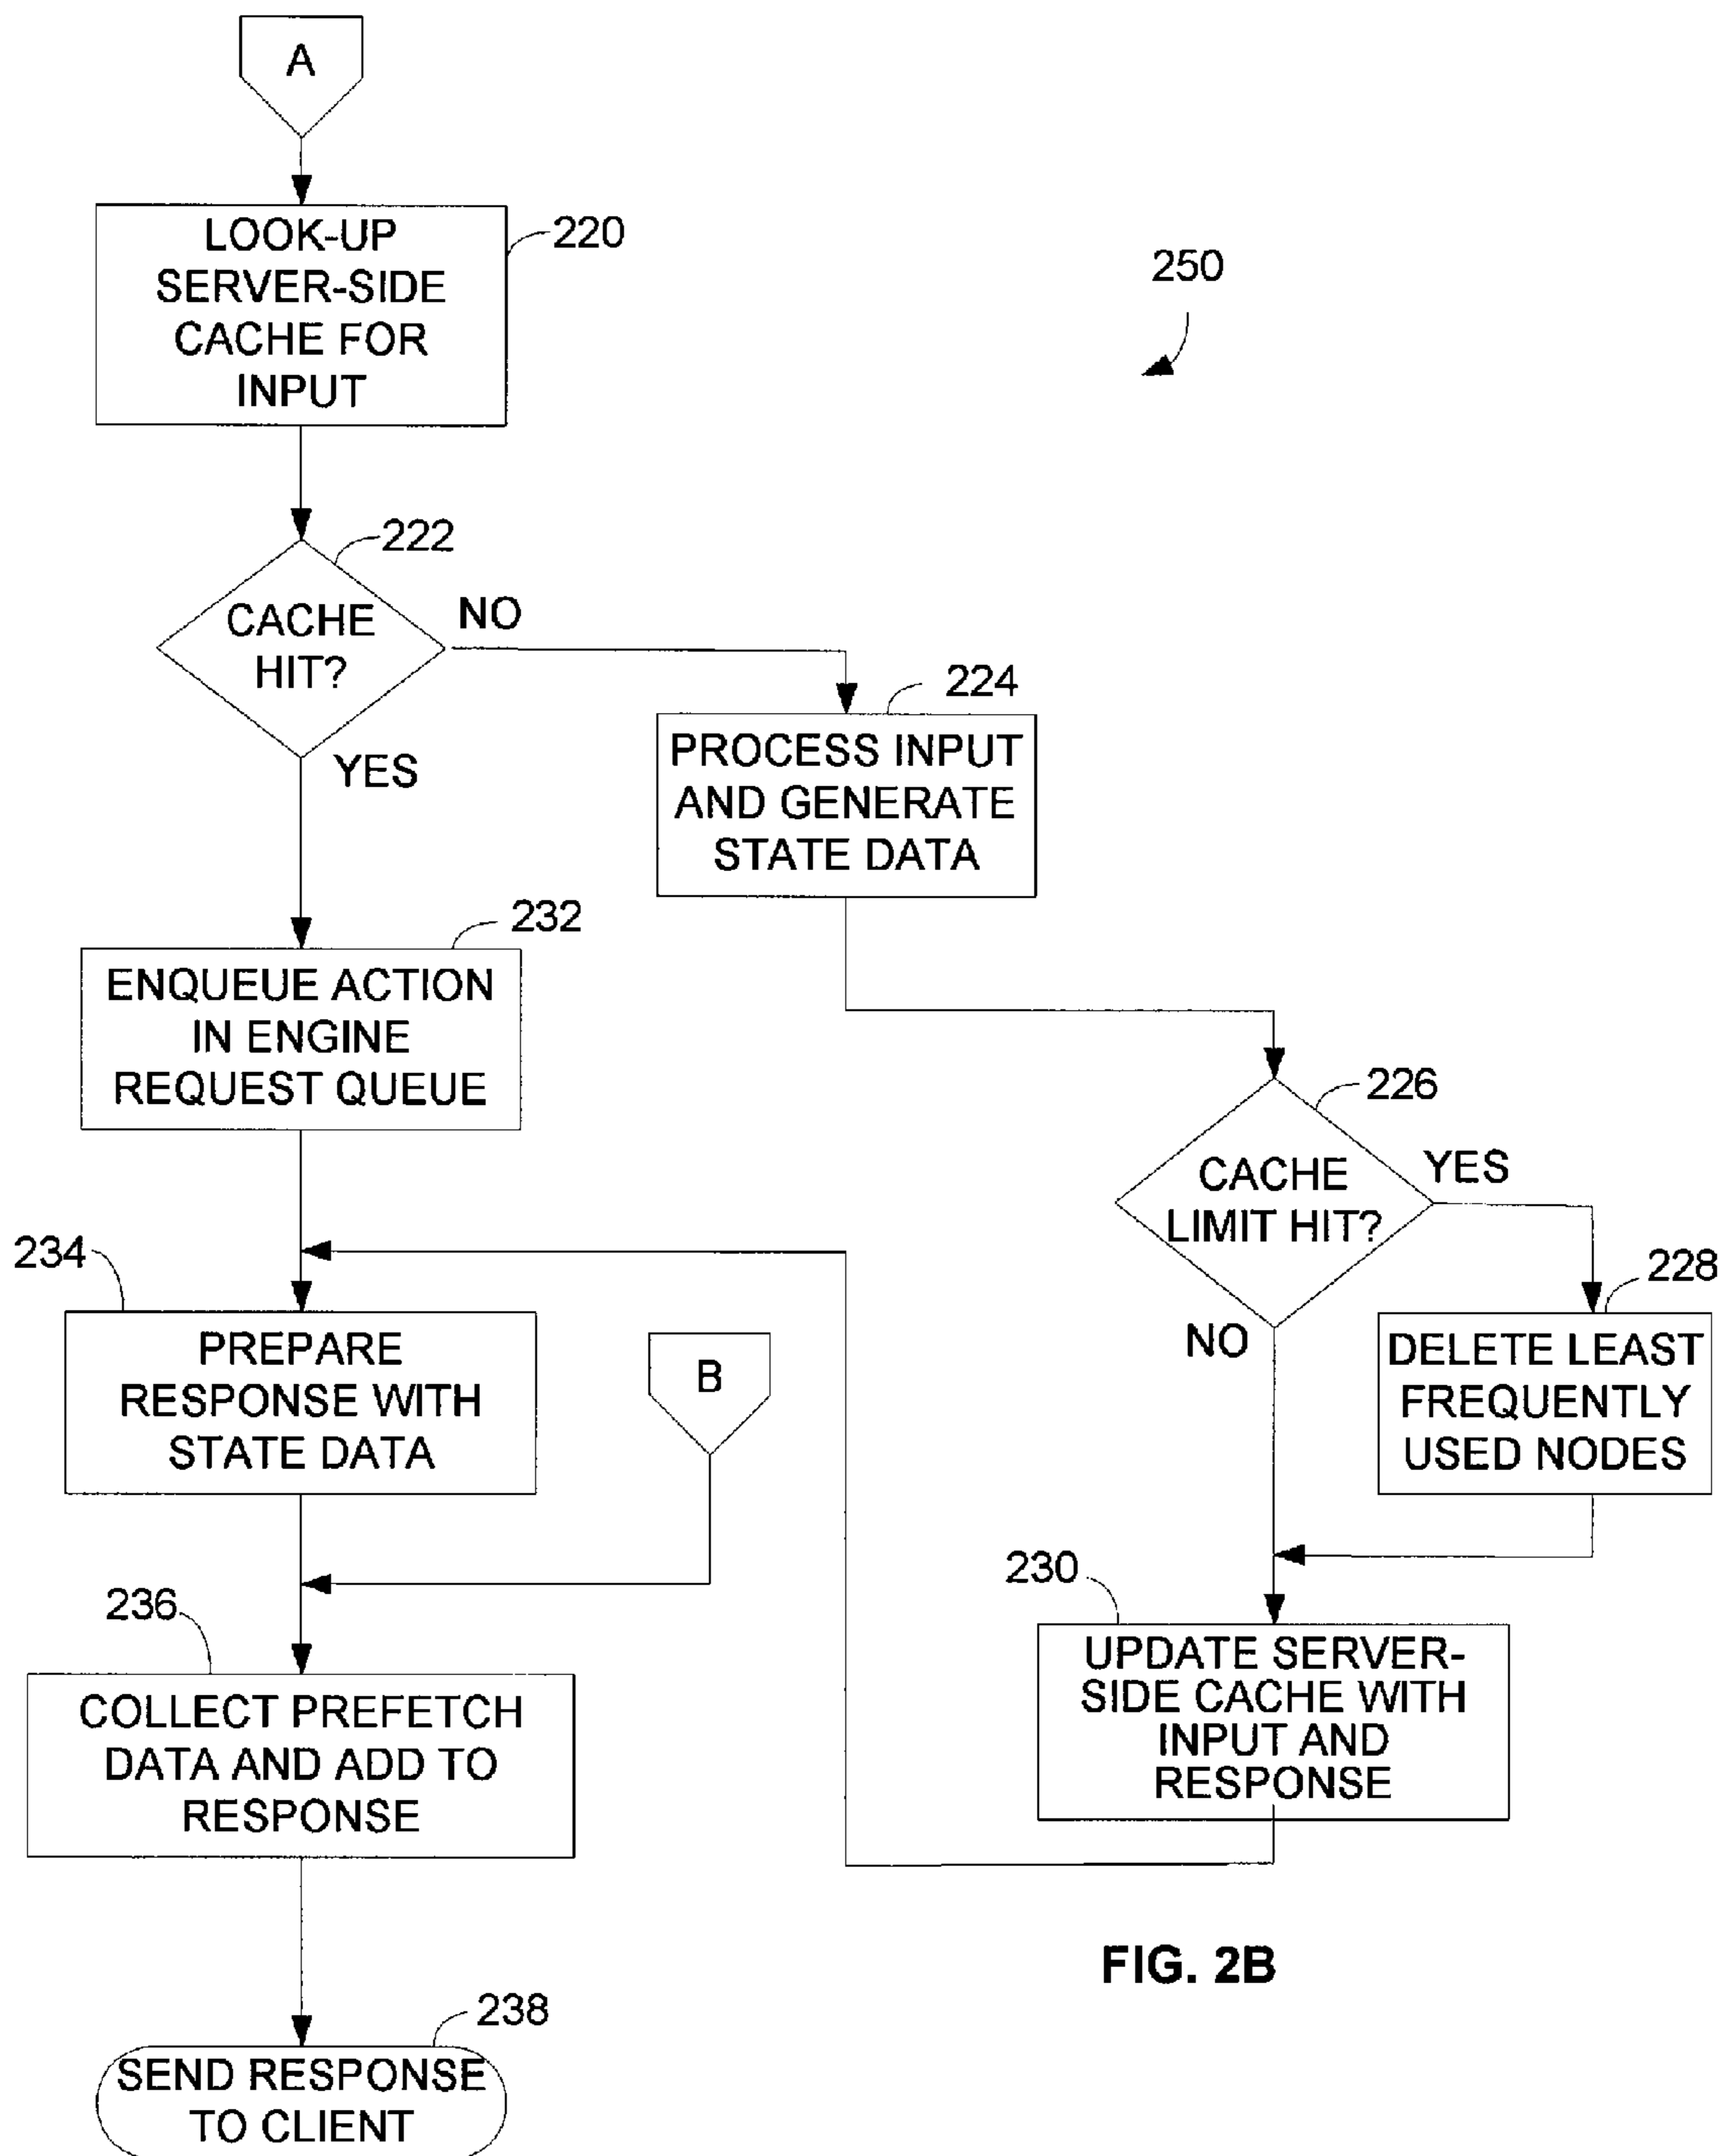 A
LOOK-UP
SERVER-SIDE
CACHE FOR
INPUT
220
250
222
CACHE
HIT?
NO
YES
224
PROCESS INPUT
AND GENERATE
STATE DATA
232
ENQUEUE ACTION
IN ENGINE
REQUEST QUEUE
226
CACHE
LIMIT HIT?
YES
NO
228
DELETE LEAST
FREQUENTLY
USED NODES
234
PREPARE
RESPONSE WITH
STATE DATA
B
230
UPDATE SERVER-
SIDE CACHE WITH
INPUT AND
RESPONSE
236
COLLECT PREFETCH
DATA AND ADD TO
RESPONSE
238
SEND RESPONSE
TO CLIENT
FIG. 2B